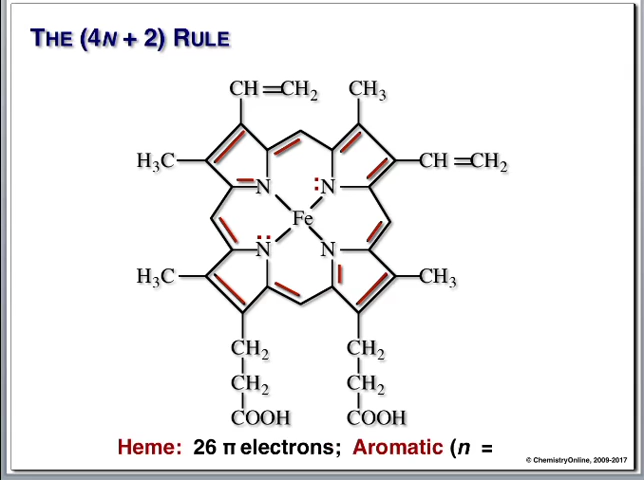 THE (4N + 2) RULE
CH=CH2 CH3
H3C CH=CH2
N N
Fe
N N
H3C CH3
CH2 CH2
CH2 CH2
COOH COOH
Heme: 26 π electrons; Aromatic (n =
© ChemistryOnline, 2009-2017